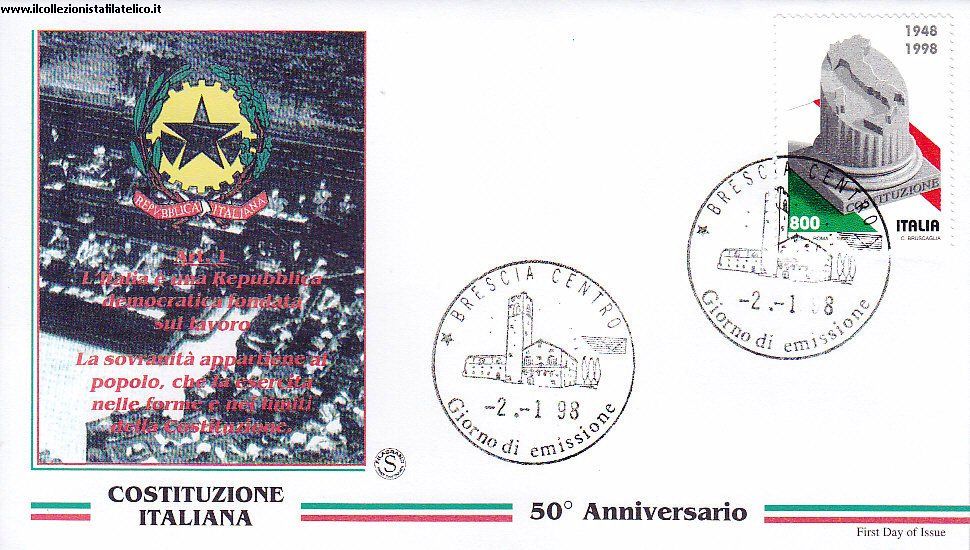 www.ilcollezionistafilatelico.it
1948
1998
COSTITUZIONE
800
ITALIA
ROMA
C. BRUSCAGLIA
REPVBBLICA ITALIANA
Art. 1
L'Italia è una Repubblica
democratica fondata
sul lavoro
La sovranità appartiene al
popolo, che la esercita
nelle forme e nei limiti
della Costituzione.
★ BRESCIA CENTRO
-2.-1 98
Giorno di emissione
★ BRESCIA CENTRO
-2.-1 98
Giorno di emissione
FILAGRANO
S
COSTITUZIONE
ITALIANA
50° Anniversario
First Day of Issue